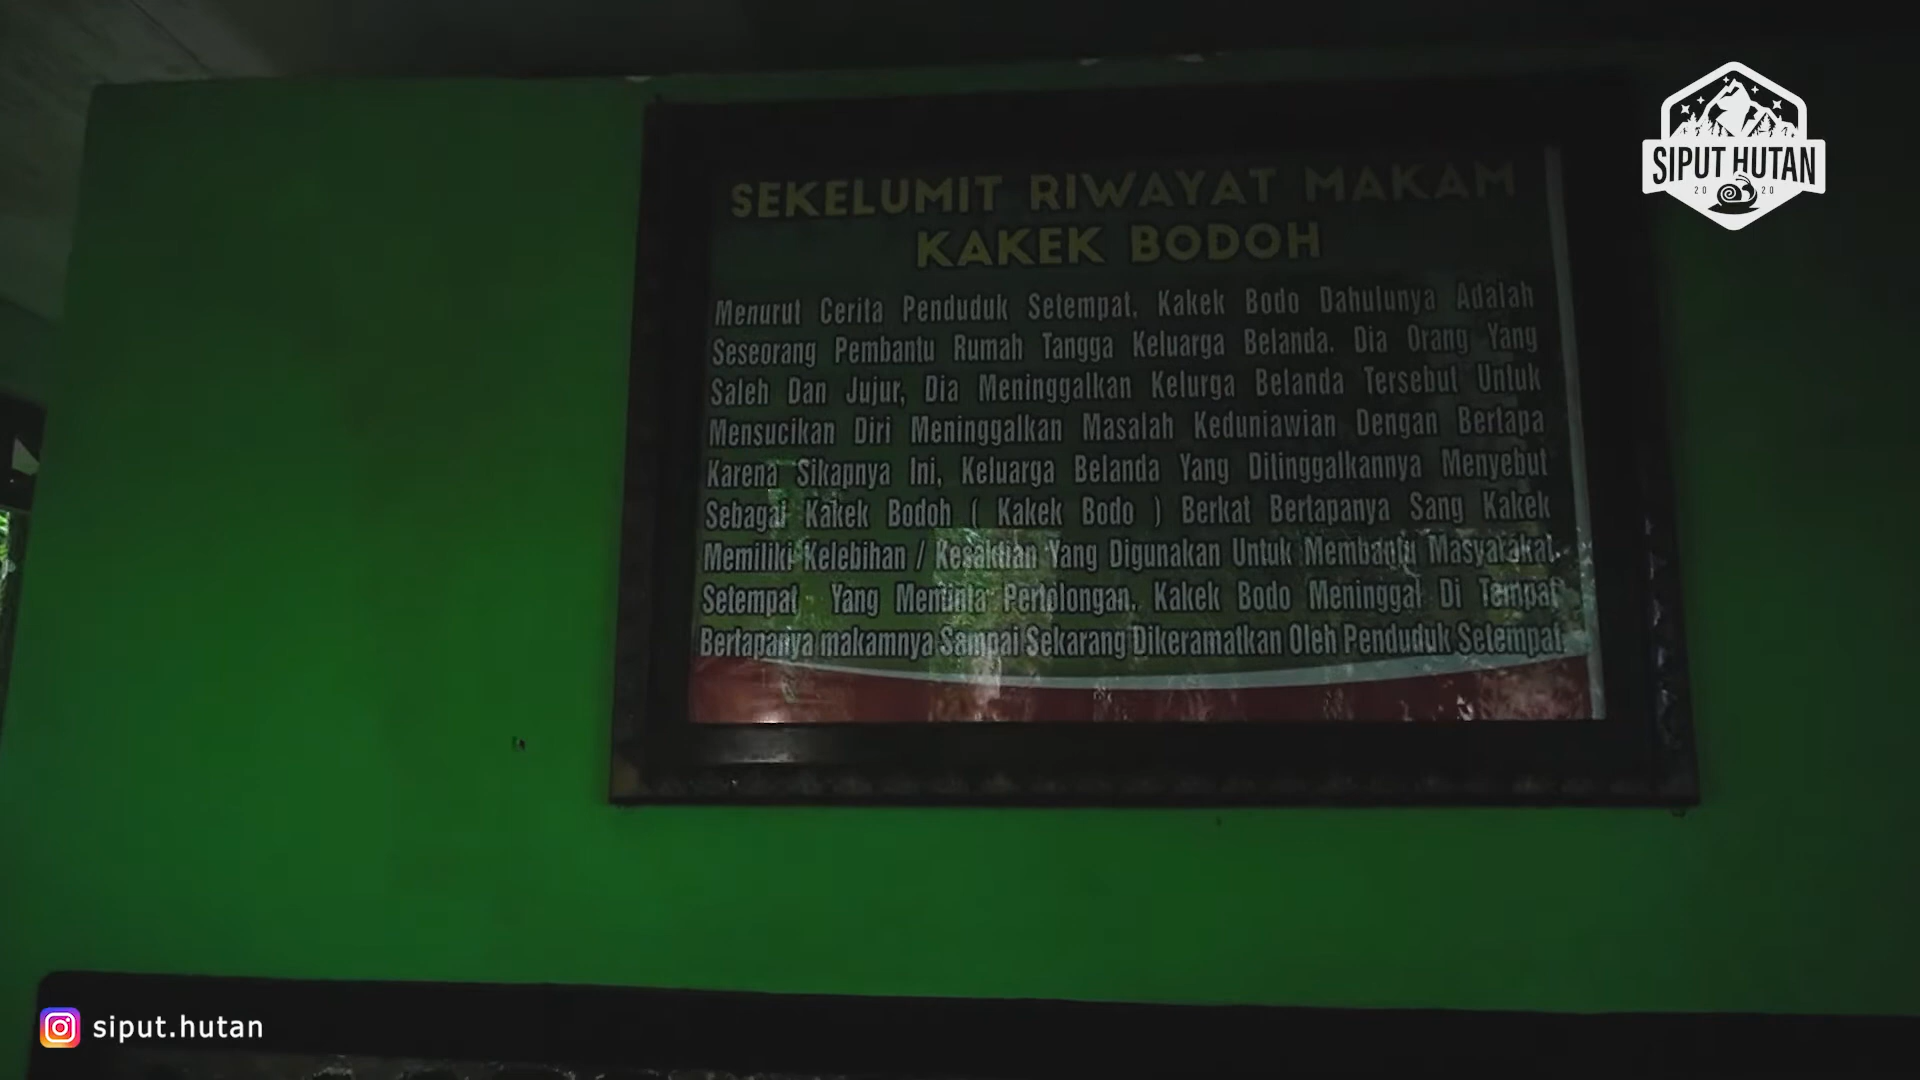 SIPUT HUTAN
20 20
SEKELUMIT RIWAYAT MAKAM
KAKEK BODOH
Menurut Cerita Penduduk Setempat, Kakek Bodo Dahulunya Adalah
Seseorang Pembantu Rumah Tangga Keluarga Belanda. Dia Orang Yang
Saleh Dan Jujur, Dia Meninggalkan Kelurga Belanda Tersebut Untuk
Mensucikan Diri Meninggalkan Masalah Keduniawian Dengan Bertapa
Karena Sikapnya Ini, Keluarga Belanda Yang Ditinggalkannya Menyebut
Sebagai Kakek Bodoh ( Kakek Bodo ) Berkat Bertapanya Sang Kakek
Memiliki Kelebihan / Kesaktian Yang Digunakan Untuk Membantu Masyarakat
Setempat Yang Meminta Pertolongan. Kakek Bodo Meninggal Di Tempat
Bertapanya makamnya Sampai Sekarang Dikeramatkan Oleh Penduduk Setempat
siput.hutan